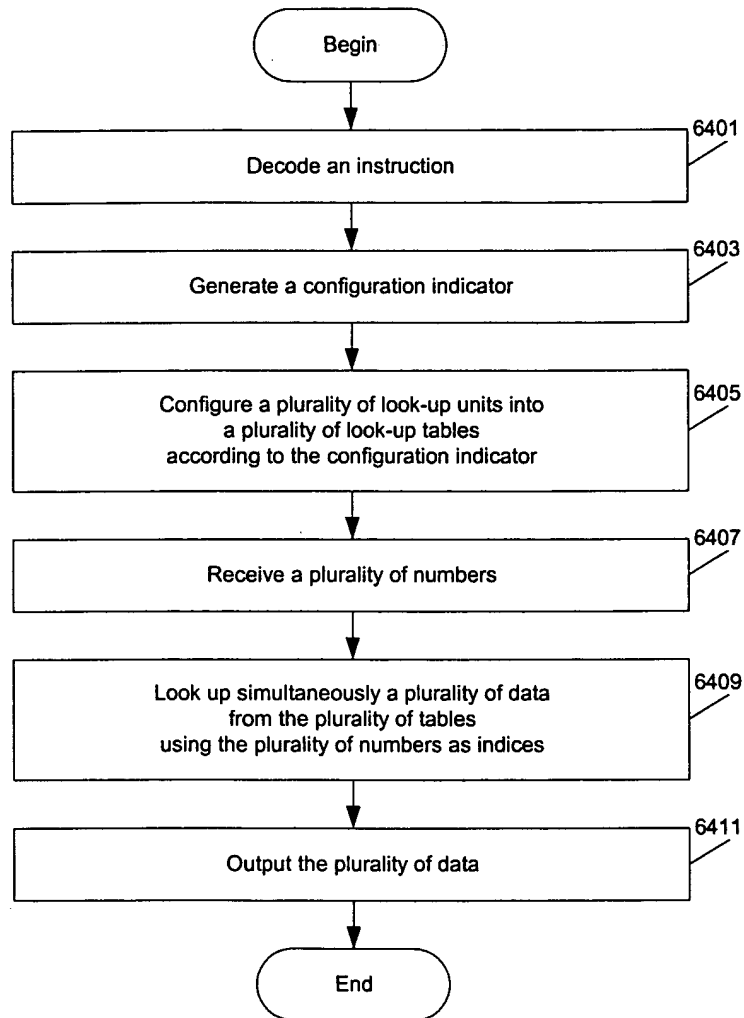 Begin
6401
Decode an instruction
6403
Generate a configuration indicator
6405
Configure a plurality of look-up units into
a plurality of look-up tables
according to the configuration indicator
6407
Receive a plurality of numbers
6409
Look up simultaneously a plurality of data
from the plurality of tables
using the plurality of numbers as indices
6411
Output the plurality of data
End